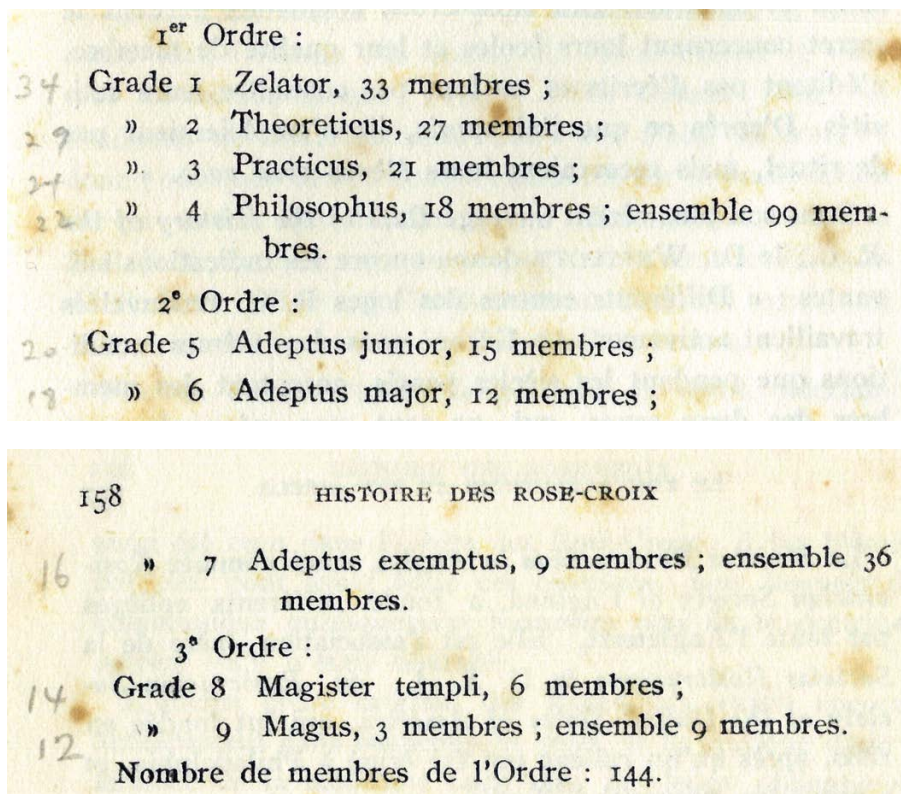 1er Ordre :
34 Grade 1 Zelator, 33 membres ;
29 » 2 Theoreticus, 27 membres ;
» 3 Practicus, 21 membres ;
» 4 Philosophus, 18 membres ; ensemble 99 mem-
bres.
2e Ordre :
20 Grade 5 Adeptus junior, 15 membres ;
18 » 6 Adeptus major, 12 membres ;
158 HISTOIRE DES ROSE-CROIX
16 » 7 Adeptus exemptus, 9 membres ; ensemble 36
membres.
3e Ordre :
14 Grade 8 Magister templi, 6 membres ;
12 » 9 Magus, 3 membres ; ensemble 9 membres.
Nombre de membres de l'Ordre : 144.